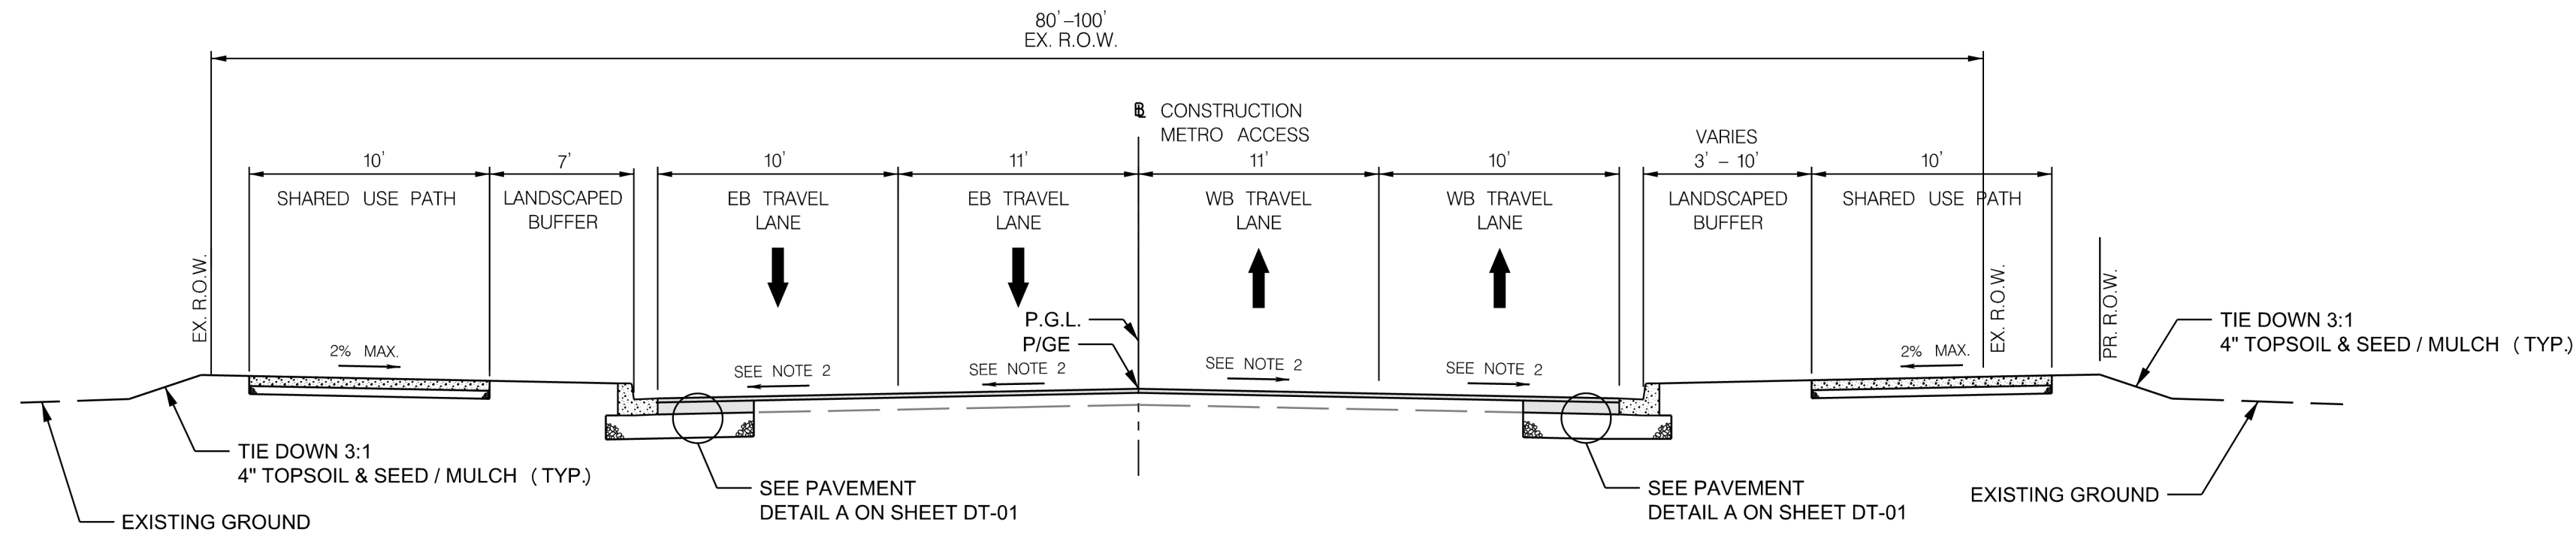 80'-100'
EX. R.O.W.
BL CONSTRUCTION
METRO ACCESS
VARIES
10'
7'
10'
11'
11'
10'
3' - 10'
10'
SHARED USE PATH
LANDSCAPED
BUFFER
EB TRAVEL
LANE
EB TRAVEL
LANE
WB TRAVEL
LANE
WB TRAVEL
LANE
LANDSCAPED
BUFFER
SHARED USE PATH
EX. R.O.W.
EX. R.O.W.
PR. R.O.W.
P.G.L.
P/GE
2% MAX.
SEE NOTE 2
SEE NOTE 2
SEE NOTE 2
SEE NOTE 2
2% MAX.
TIE DOWN 3:1
4" TOPSOIL & SEED / MULCH (TYP.)
TIE DOWN 3:1
4" TOPSOIL & SEED / MULCH (TYP.)
EXISTING GROUND
SEE PAVEMENT
DETAIL A ON SHEET DT-01
SEE PAVEMENT
DETAIL A ON SHEET DT-01
EXISTING GROUND